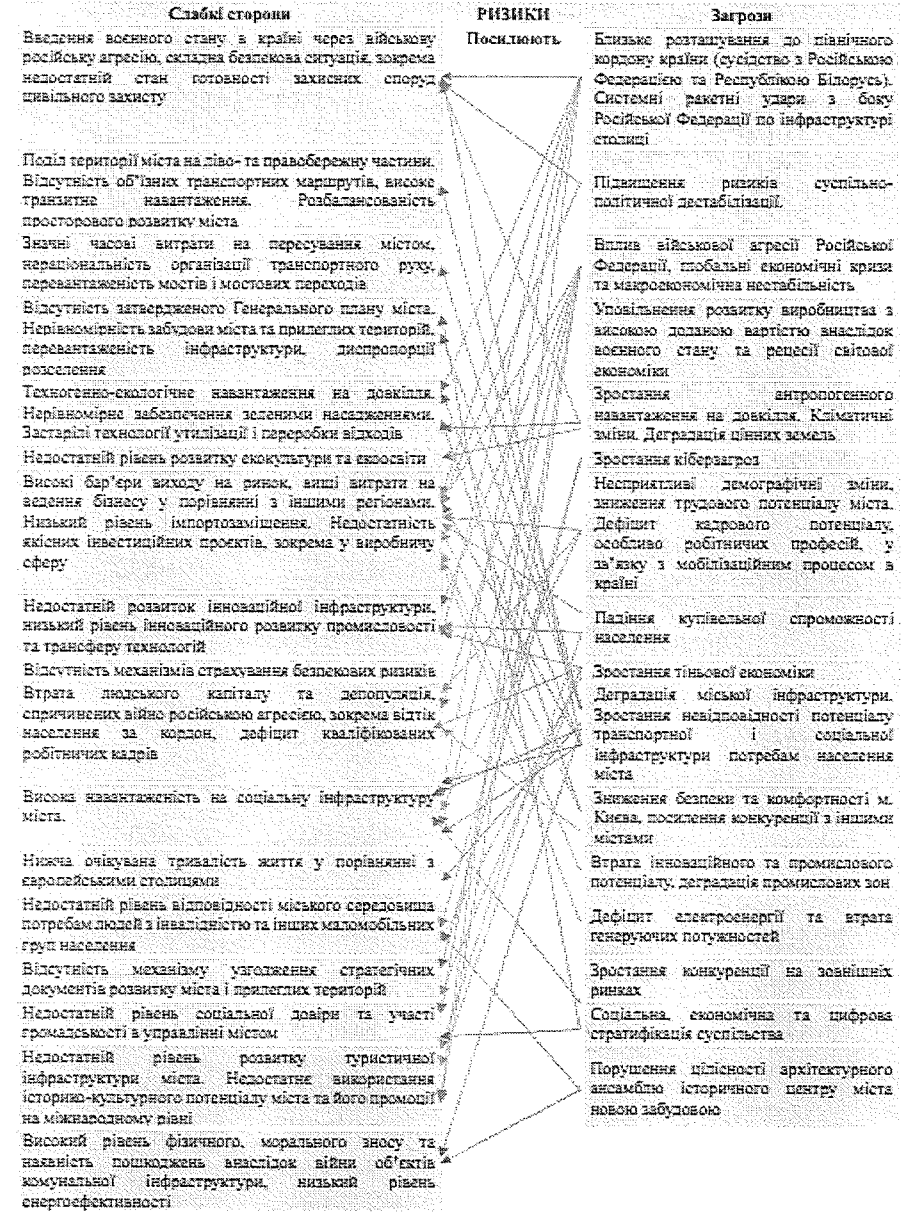 Слабкі сторони
Введення воєнного стану в країні через військову
російську агресію, складна безпекова ситуація, зокрема
недостатній стан готовності захисних споруд
цивільного захисту
Поділ території міста на ліво- та правобережну частини.
Відсутність об'їзних транспортних маршрутів, високе
транзитне навантаження. Розбалансованість
просторового розвитку міста
Значні часові витрати на пересування містом,
нераціональність організації транспортного руху,
перевантаженість мостів і мостових переходів
Відсутність затвердженого Генерального плану міста.
Нерівномірність забудови міста та прилеглих територій,
перевантаженість інфраструктури, диспропорції
розселення
Техногенно-екологічне навантаження на довкілля.
Нерівномірне забезпечення зеленими насадженнями.
Застарілі технології утилізації і переробки відходів
Недостатній рівень розвитку екокультури та екоосвіти
Високі бар'єри виходу на ринок, вищі витрати на
ведення бізнесу у порівнянні з іншими регіонами.
Низький рівень імпортозаміщення. Недостатність
якісних інвестиційних проєктів, зокрема у виробничу
сферу
Недостатній розвиток інноваційної інфраструктури,
низький рівень інноваційного розвитку промисловості
та трансферу технологій
Відсутність механізмів страхування безпекових ризиків
Втрата людського капіталу та депопуляція,
спричинених війно російською агресією, зокрема відтік
населення за кордон, дефіцит кваліфікованих
робітничих кадрів
Висока навантаженість на соціальну інфраструктуру
міста.
Нижча очікувана тривалість життя у порівнянні з
європейськими столицями
Недостатній рівень відповідності міського середовища
потребам людей з інвалідністю та інших маломобільних
груп населення
Відсутність механізму узгодження стратегічних
документів розвитку міста і прилеглих територій
Недостатній рівень соціальної довіри та участі
громадськості в управлінні містом
Недостатній рівень розвитку туристичної
інфраструктури міста. Недостатнє використання
історико-культурного потенціалу міста та його промоції
на міжнародному рівні
Високий рівень фізичного, морального зносу та
наявність пошкоджень внаслідок війни об'єктів
комунальної інфраструктури, низький рівень
енергоефективності
РИЗИКИ
Посилюють
Загрози
Близьке розташування до північного
кордону країни (сусідство з Російською
Федерацією та Республікою Білорусь).
Системні ракетні удари з боку
Російської Федерації по інфраструктурі
столиці
Підвищення ризиків суспільно-
політичної дестабілізації.
Вплив військової агресії Російської
Федерації, глобальні економічні кризи
та макроекономічна нестабільність
Уповільнення розвитку виробництва з
високою доданою вартістю внаслідок
воєнного стану та рецесії світової
економіки
Зростання антропогенного
навантаження на довкілля. Кліматичні
зміни. Деградація цінних земель
Зростання кіберзагроз
Несприятливі демографічні зміни,
зниження трудового потенціалу міста.
Дефіцит кадрового потенціалу,
особливо робітничих професій, у
зв'язку з мобілізаційним процесом в
країні
Падіння купівельної спроможності
населення
Зростання тіньової економіки
Деградація міської інфраструктури.
Зростання невідповідності потенціалу
транспортної і соціальної
інфраструктури потребам населення
міста
Зниження безпеки та комфортності м.
Києва, посилення конкуренції з іншими
містами
Втрата інноваційного та промислового
потенціалу, деградація промислових зон
Дефіцит електроенергії та втрата
генеруючих потужностей
Зростання конкуренції на зовнішніх
ринках
Соціальна, економічна та цифрова
стратифікація суспільства
Порушення цілісності архітектурного
ансамблю історичного центру міста
новою забудовою